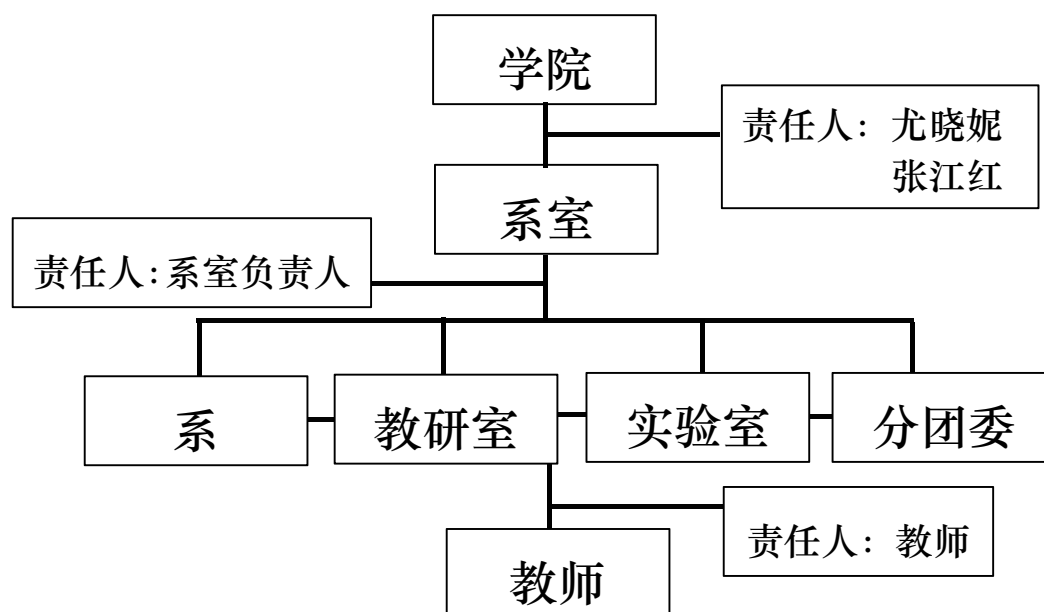 学院
责任人：尤晓妮
张江红
系室
责任人：系室负责人
系
教研室
实验室
分团委
责任人：教师
教师